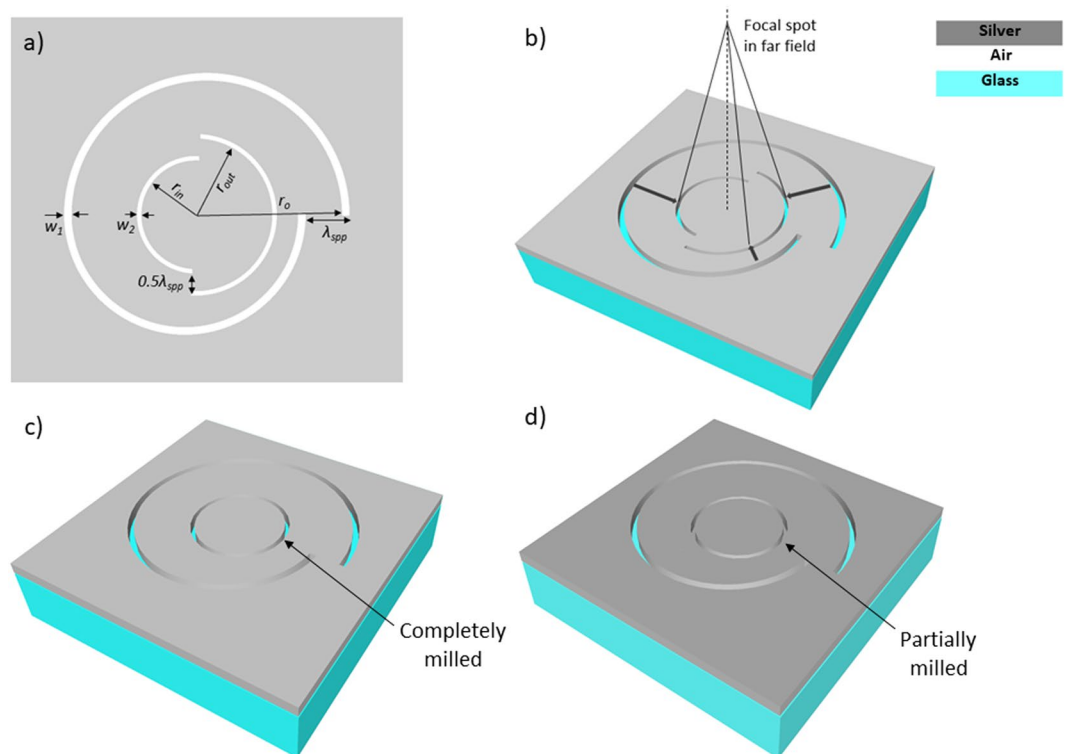 a)
r_in
r_out
r_o
w_1
w_2
λ_spp
0.5λ_spp
b)
Focal spot
in far field
Silver
Air
Glass
c)
Completely
milled
d)
Partially
milled